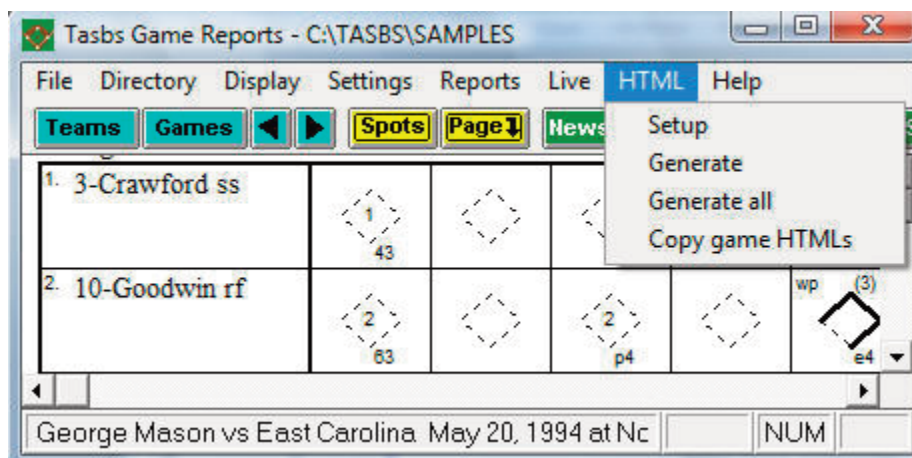 Tasbs Game Reports - C:\TASBS\SAMPLES
File Directory Display Settings Reports Live HTML Help
Teams Games Spots Page News
Setup
Generate
Generate all
Copy game HTMLs
1. 3-Crawford ss 1 43
2. 10-Goodwin rf 2 63 2 p4 wp (3) e4
George Mason vs East Carolina May 20, 1994 at Nc NUM